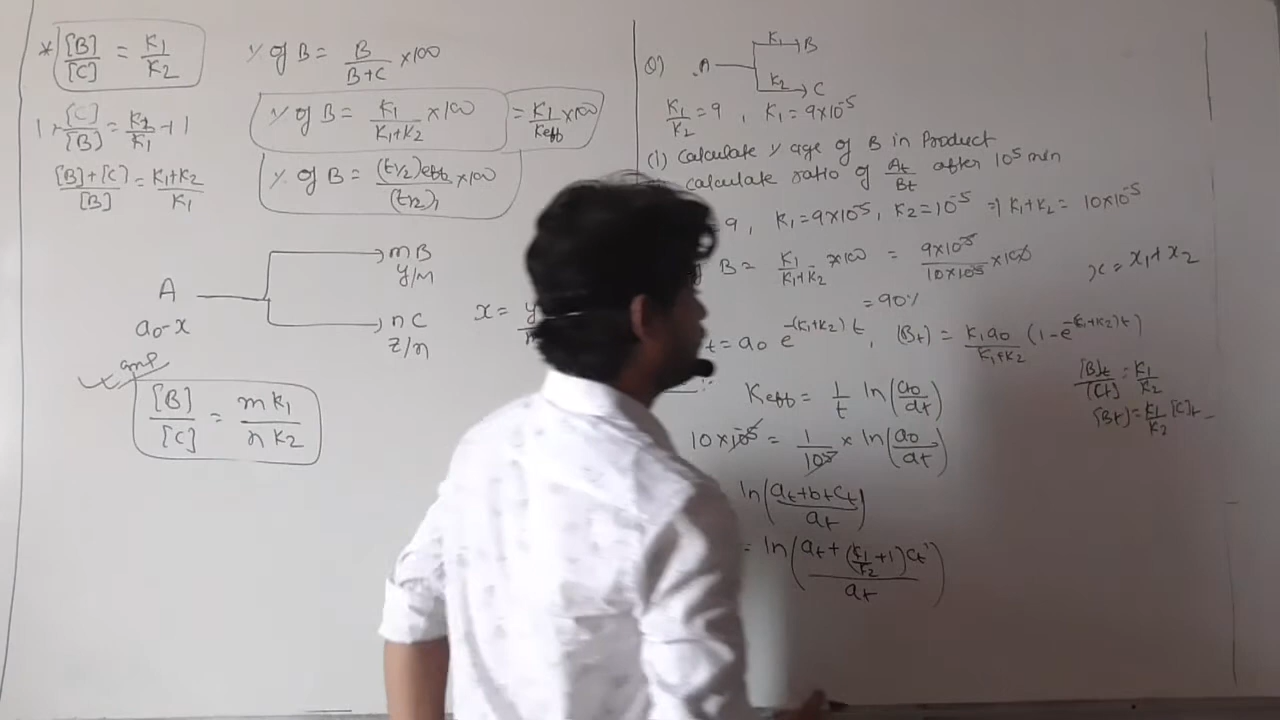 * [B]/[C] = K1/K2
% of B = B/(B+C) ×100
1 + [C]/[B] = K2/K1 + 1
% of B = K1/(K1+K2) ×100 = K1/Keff ×100
([B]+[C])/[B] = (K1+K2)/K1
% of B = (t1/2)eff/(t1/2)1 ×100
A
mB
y/m
a0-x
nC
z/n
x = y
imp
[B]/[C] = mK1/nK2
Q) A
K1 B
K2 C
K1/K2 = 9, K1 = 9×10^-5
(1) Calculate % age of B in Product
calculate ratio of At/Bt after 10^5 min
9, K1 = 9×10^-5, K2 = 10^-5 ⇒ K1+K2 = 10×10^-5
B = K1/(K1+K2) ×100 = 9×10^-5/10×10^-5 ×100
x = x1 + x2
= 90%
t = a0 e^-(K1+K2)t, (Bt) = K1a0/(K1+K2) (1-e^-(K1+K2)t)
[B]t/[Ct] = K1/K2
[Bt) = K1/K2 [C]t
Keff = 1/t ln(a0/at)
10×10^-5 = 1/10^5 × ln(a0/at)
ln((at+b+Ct)/at)
= ln((at+(K1/K2+1)Ct)/at)